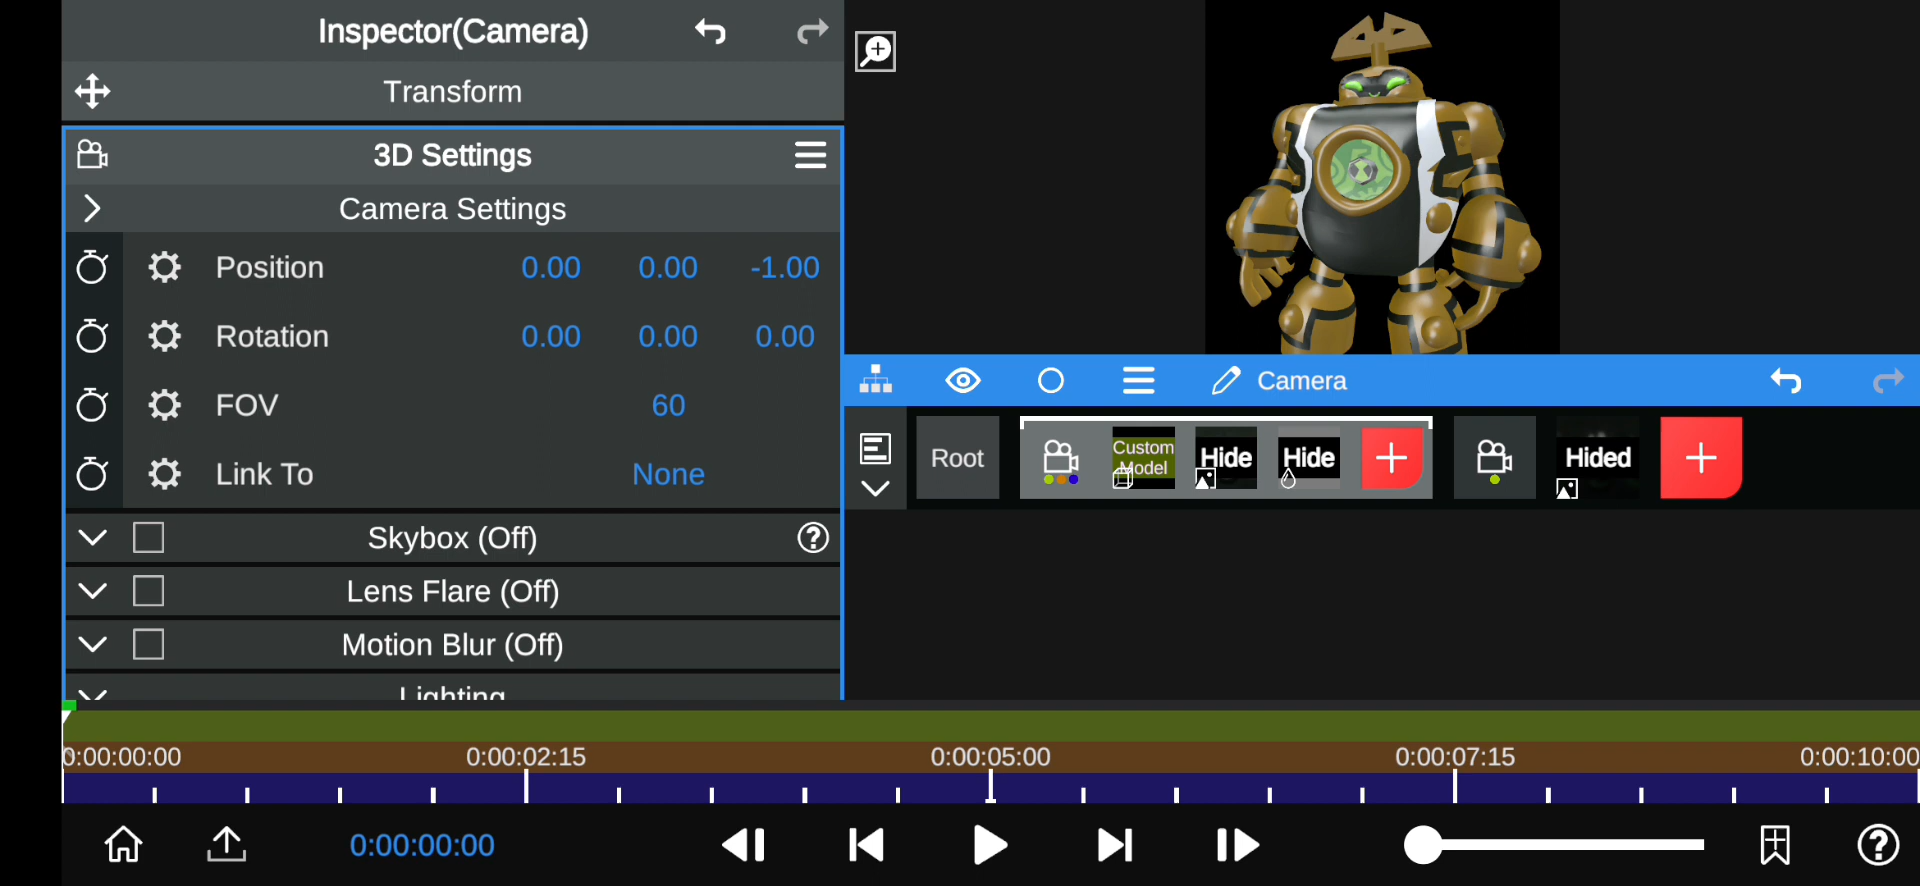 Inspector(Camera)
Transform
3D Settings
Camera Settings
Position 0.00 0.00 -1.00
Rotation 0.00 0.00 0.00
FOV 60
Link To None
Skybox (Off)
Lens Flare (Off)
Motion Blur (Off)
Lighting
Camera
Root
Custom
Model
Hide
Hide
Hided
0:00:00:00 0:00:02:15 0:00:05:00 0:00:07:15 0:00:10:00
0:00:00:00